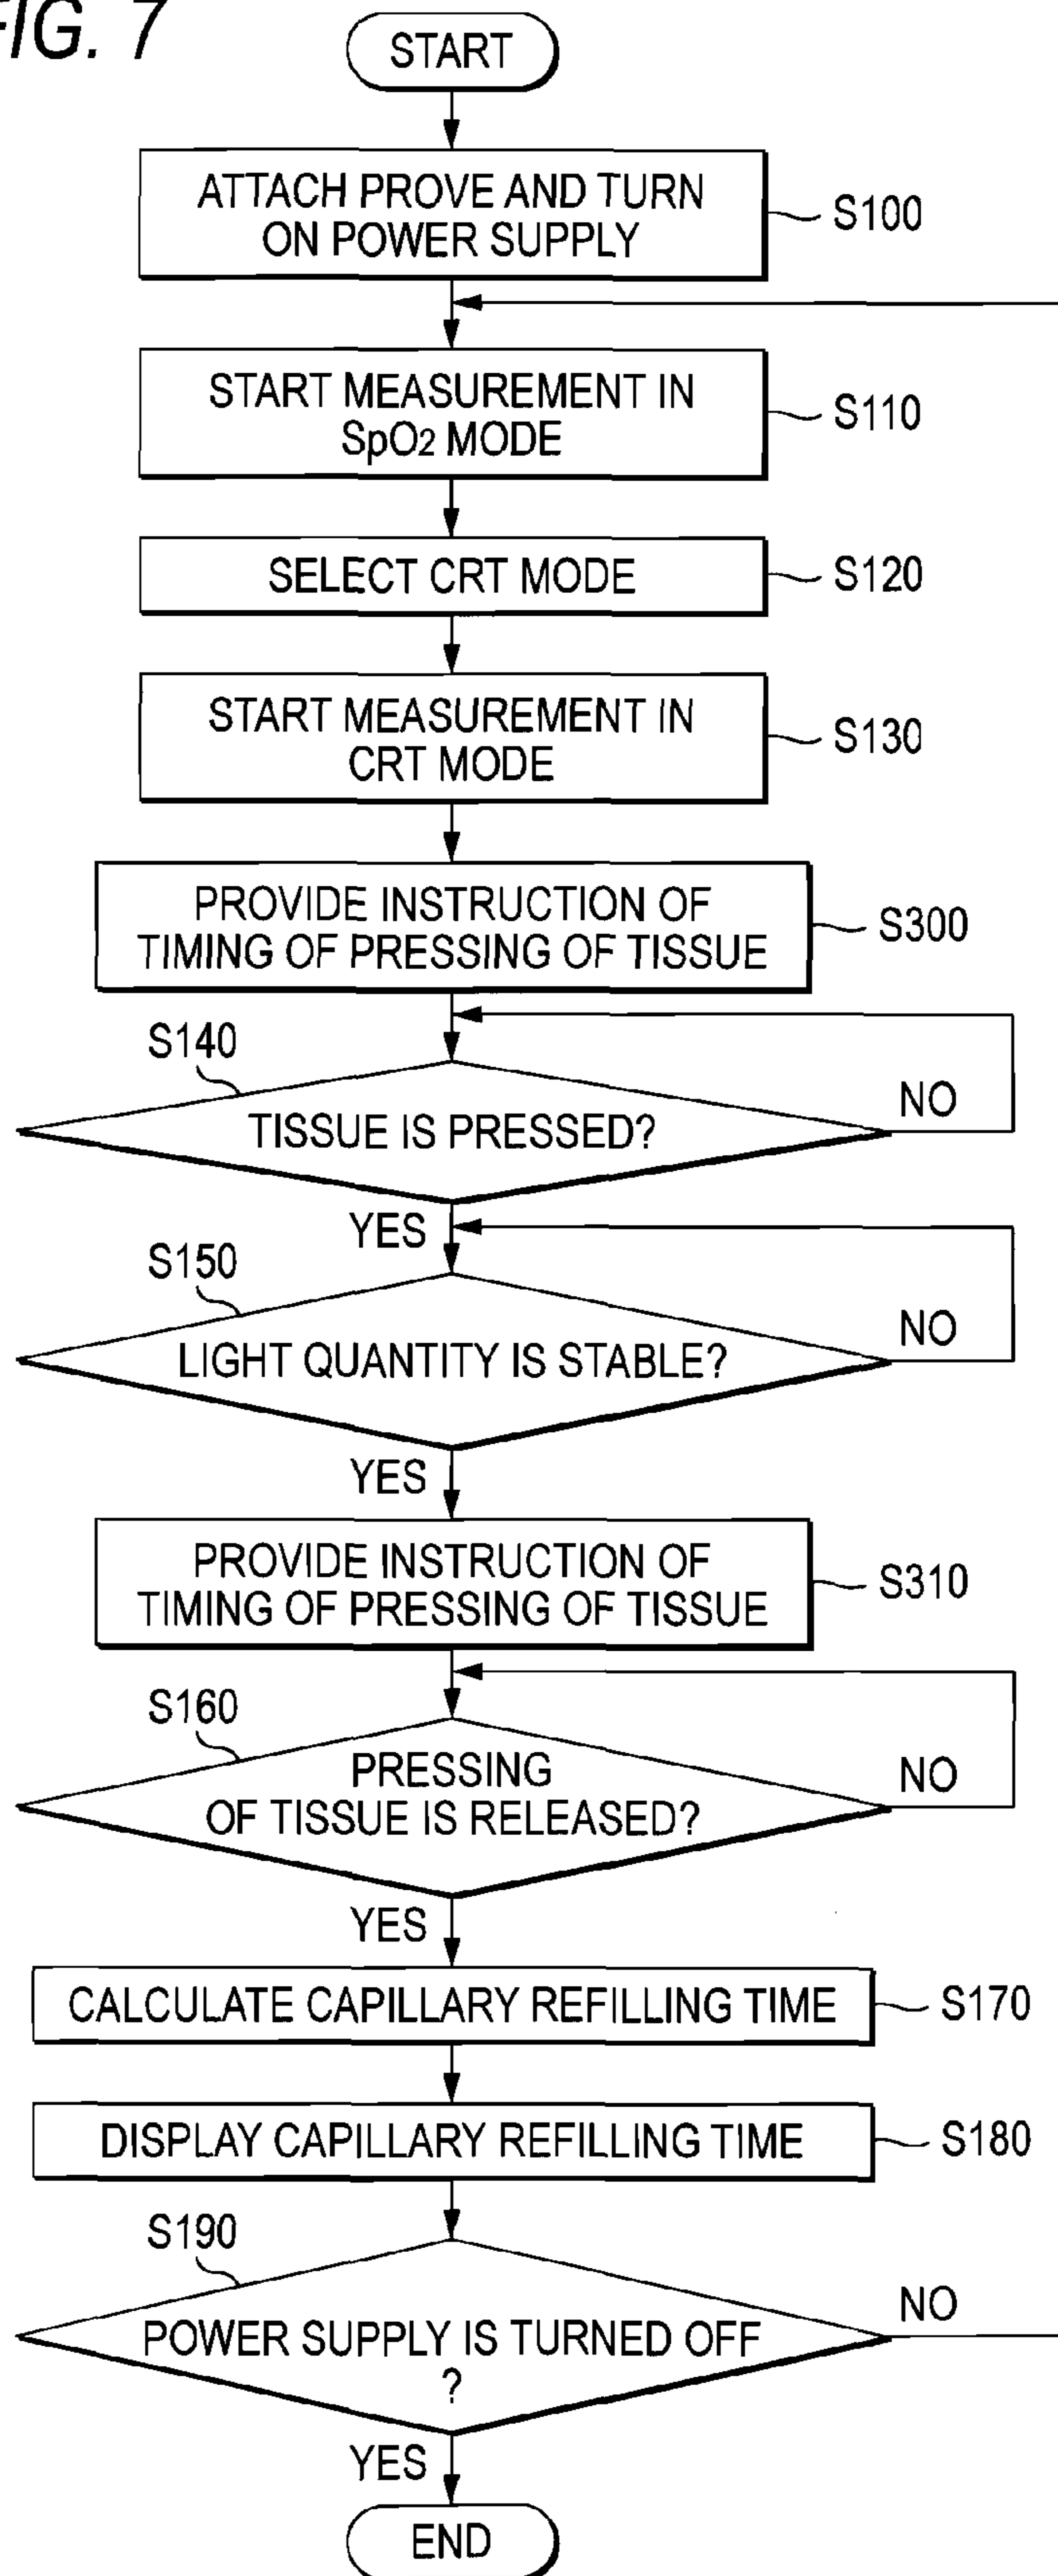 FIG. 7
START
ATTACH PROVE AND TURN
ON POWER SUPPLY
S100
START MEASUREMENT IN
SpO2 MODE
S110
SELECT CRT MODE
S120
START MEASUREMENT IN
CRT MODE
S130
PROVIDE INSTRUCTION OF
TIMING OF PRESSING OF TISSUE
S300
S140
TISSUE IS PRESSED?
NO
YES
S150
LIGHT QUANTITY IS STABLE?
NO
YES
PROVIDE INSTRUCTION OF
TIMING OF PRESSING OF TISSUE
S310
S160
PRESSING
OF TISSUE IS RELEASED?
NO
YES
CALCULATE CAPILLARY REFILLING TIME
S170
DISPLAY CAPILLARY REFILLING TIME
S180
S190
POWER SUPPLY IS TURNED OFF
?
NO
YES
END